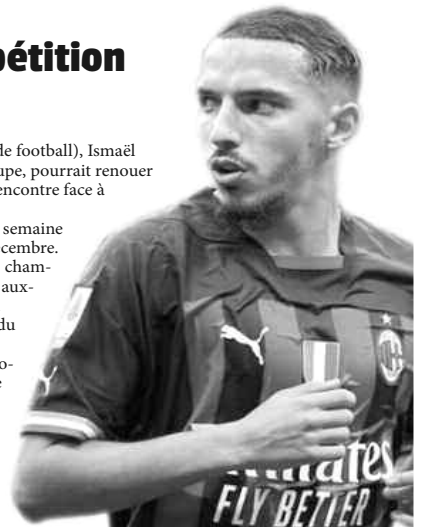 pétition
de football), Ismaël
upe, pourrait renouer
encontre face à
semaine
cembre.
cham-
aux-
du
o-
e
FLY BETTER